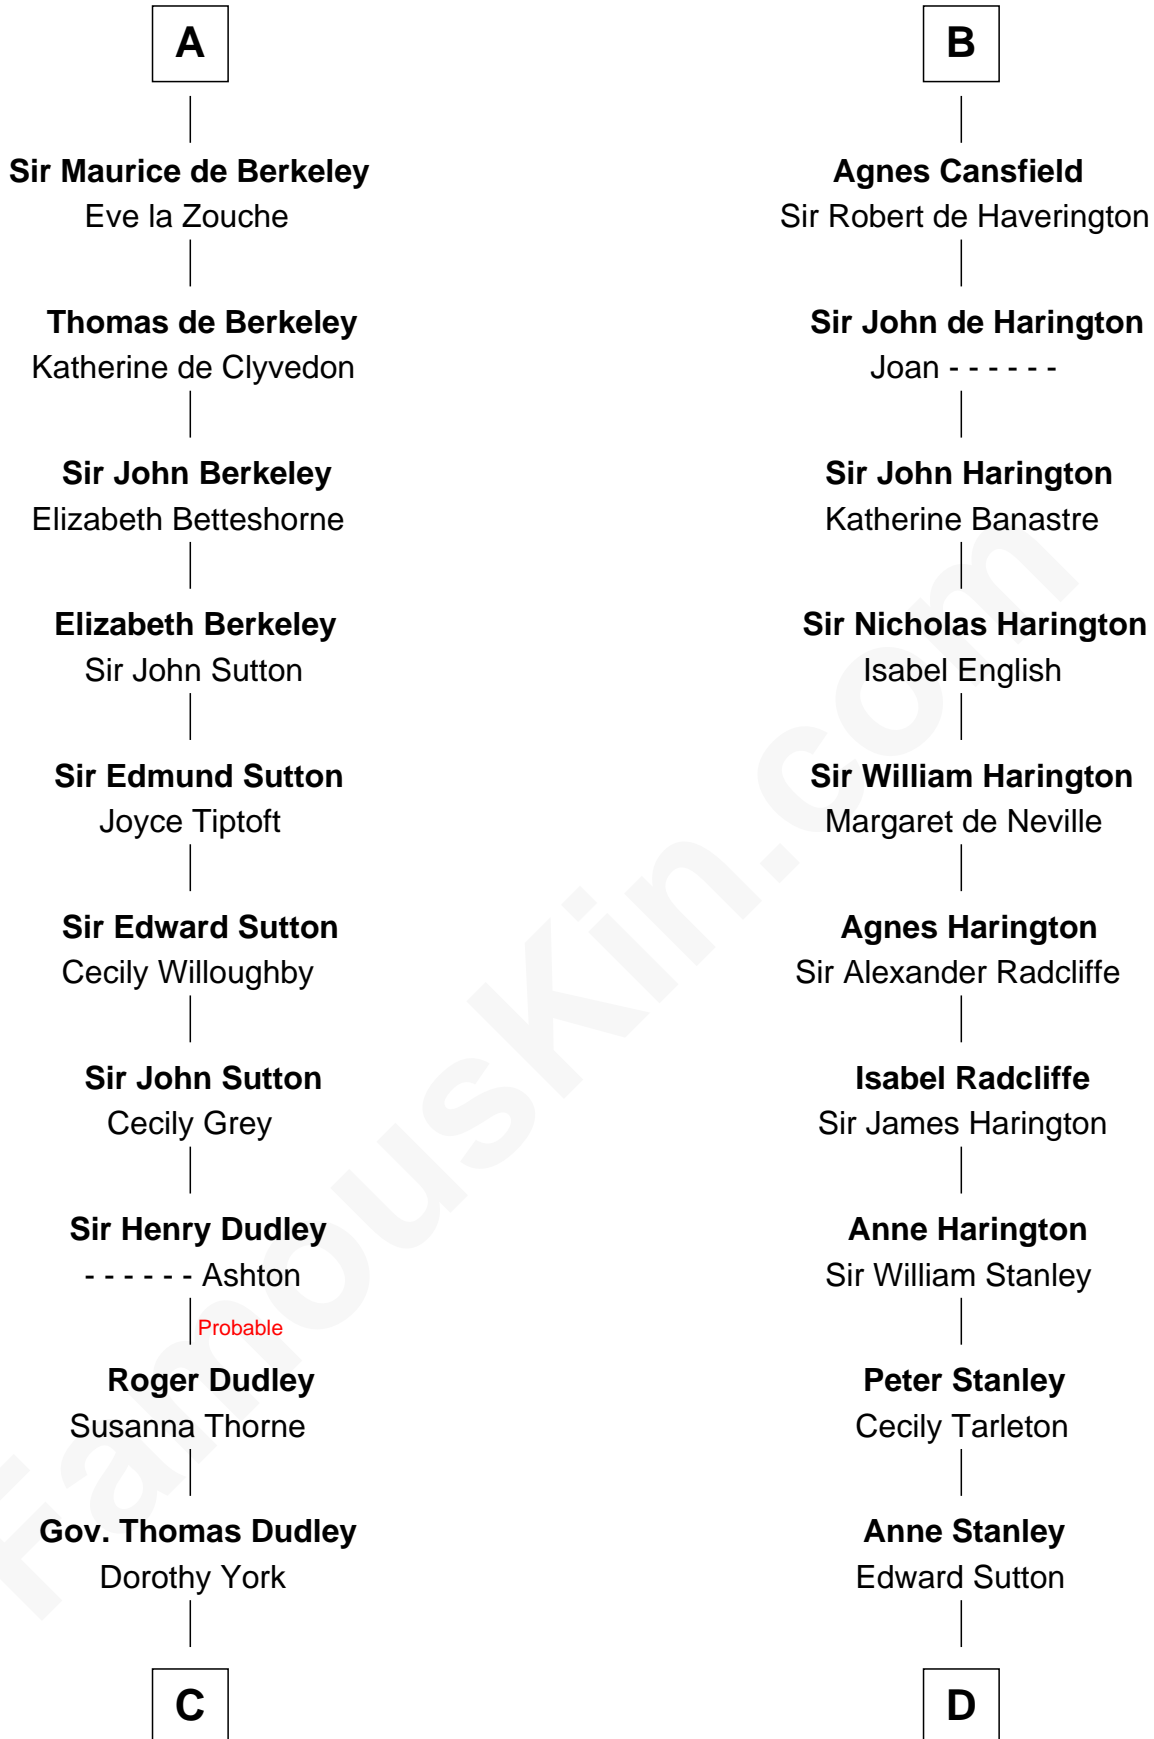 A
Sir Maurice de Berkeley
Eve la Zouche
Thomas de Berkeley
Katherine de Clyvedon
Sir John Berkeley
Elizabeth Betteshorne
Elizabeth Berkeley
Sir John Sutton
Sir Edmund Sutton
Joyce Tiptoft
Sir Edward Sutton
Cecily Willoughby
Sir John Sutton
Cecily Grey
Sir Henry Dudley
- - - - - - Ashton
Probable
Roger Dudley
Susanna Thorne
Gov. Thomas Dudley
Dorothy York
C
B
Agnes Cansfield
Sir Robert de Haverington
Sir John de Harington
Joan - - - - - -
Sir John Harington
Katherine Banastre
Sir Nicholas Harington
Isabel English
Sir William Harington
Margaret de Neville
Agnes Harington
Sir Alexander Radcliffe
Isabel Radcliffe
Sir James Harington
Anne Harington
Sir William Stanley
Peter Stanley
Cecily Tarleton
Anne Stanley
Edward Sutton
D
FamousKin.com